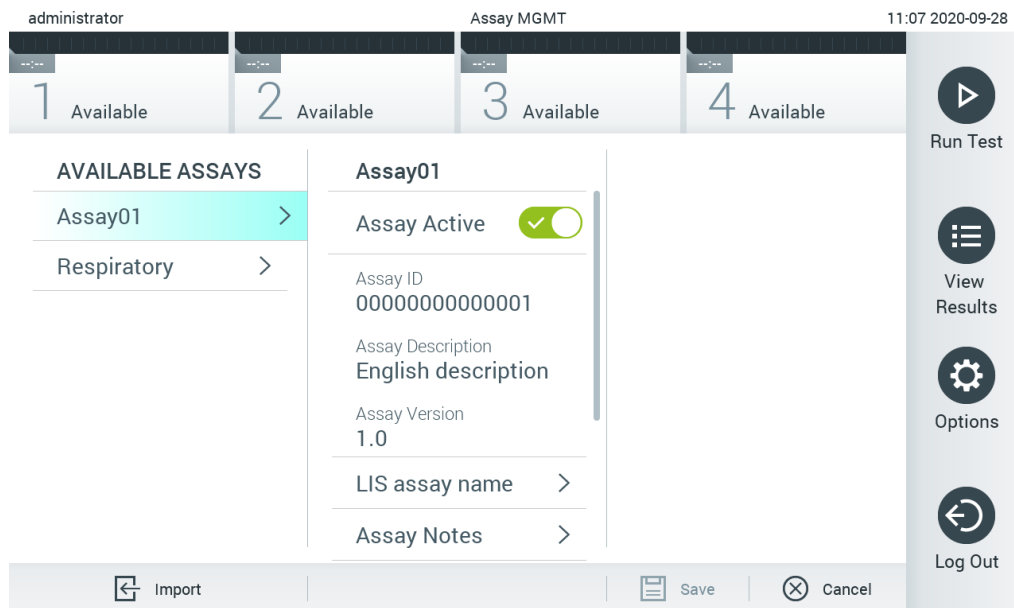 administrator
Assay MGMT
11:07 2020-09-28
--:--
1 Available
--:--
2 Available
--:--
3 Available
--:--
4 Available
AVAILABLE ASSAYS
Assay01
Respiratory
Assay01
Assay Active
Assay ID
00000000000001
Assay Description
English description
Assay Version
1.0
LIS assay name
Assay Notes
Run Test
View
Results
Options
Log Out
Import
Save
Cancel